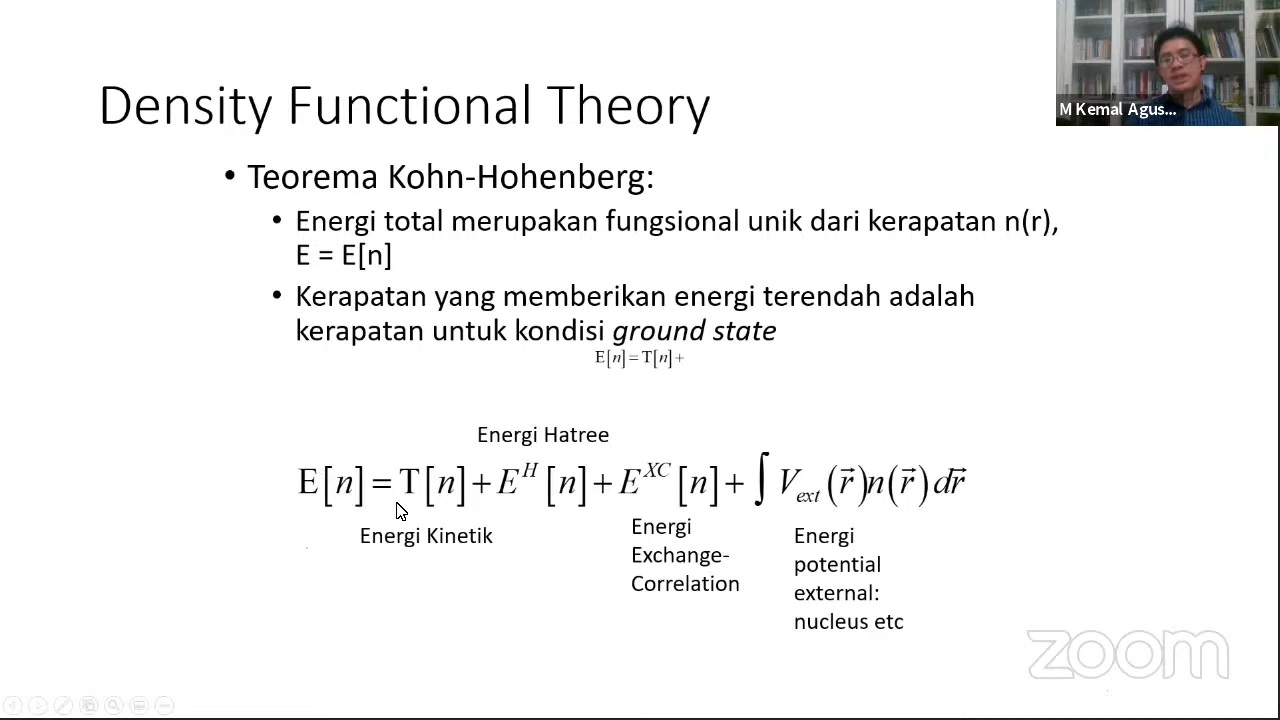 Density Functional Theory
M Kemal Agus...
• Teorema Kohn-Hohenberg:
• Energi total merupakan fungsional unik dari kerapatan n(r),
E = E[n]
• Kerapatan yang memberikan energi terendah adalah
kerapatan untuk kondisi ground state
E[n]=T[n]+
Energi Hatree
E[n] = T[n] + E^H[n] + E^{XC}[n] + ∫ V_{ext}(r⃗)n(r⃗)dr⃗
Energi Kinetik
Energi
Exchange-
Correlation
Energi
potential
external:
nucleus etc
zoom